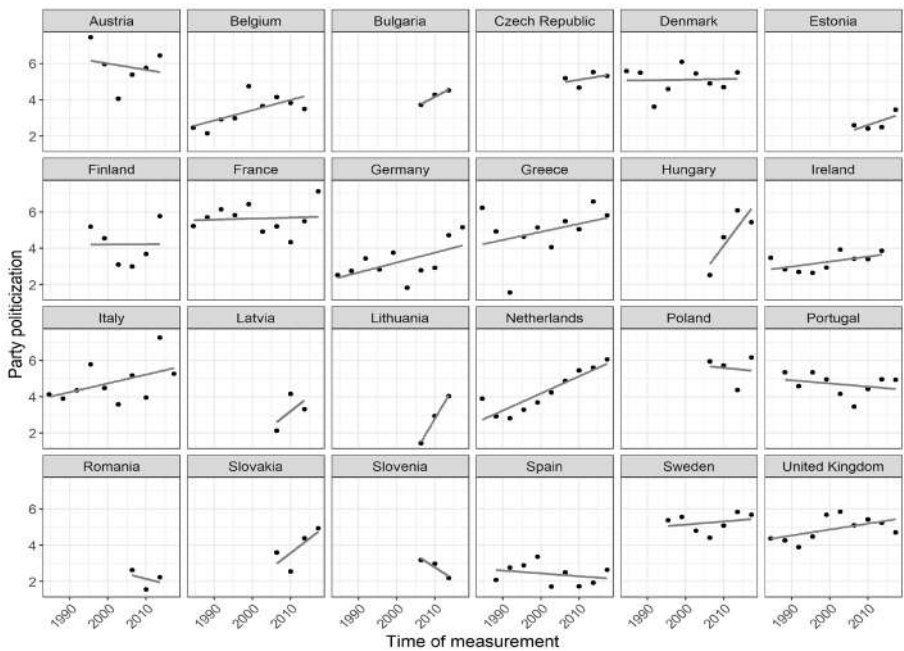 Austria Belgium Bulgaria Czech Republic Denmark Estonia
6
4
2
Finland France Germany Greece Hungary Ireland
6
4
2
Party politicization
Italy Latvia Lithuania Netherlands Poland Portugal
6
4
2
Romania Slovakia Slovenia Spain Sweden United Kingdom
6
4
2
1990 2000 2010 1990 2000 2010 1990 2000 2010 1990 2000 2010 1990 2000 2010 1990 2000 2010
Time of measurement